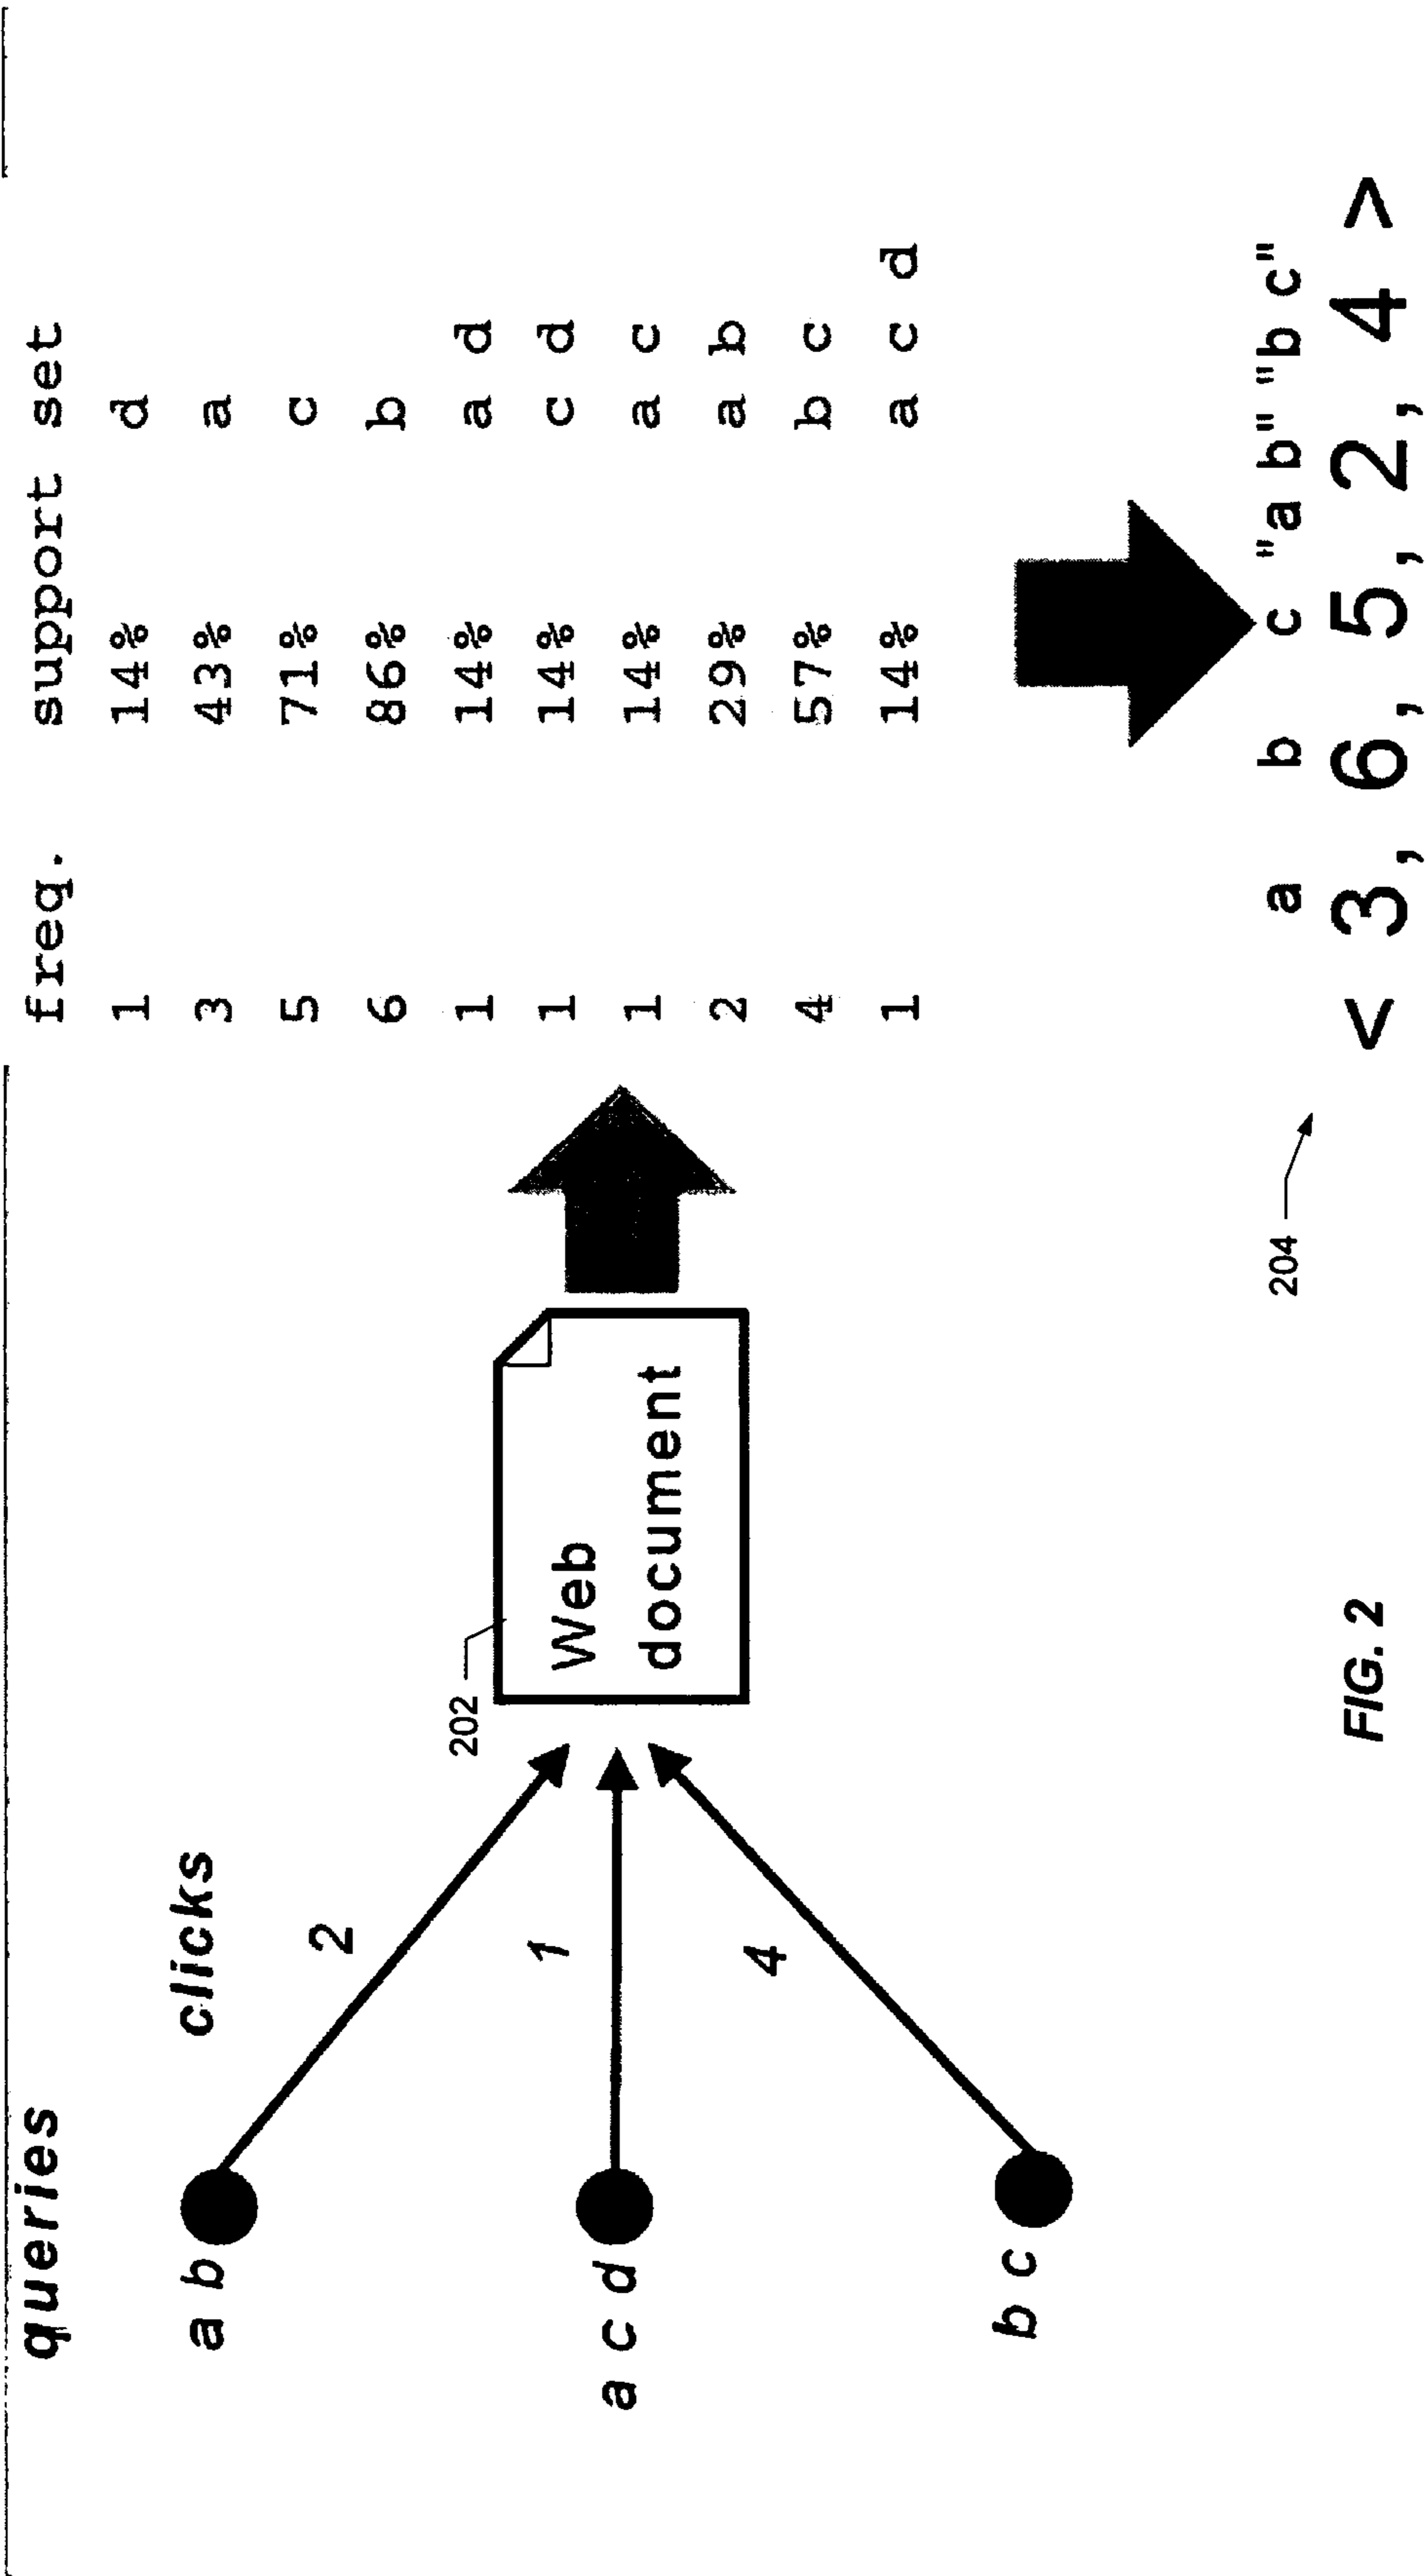 queries
clicks
a b
2
a c d
1
b c
4
202
Web
document
freq. support set
1 14% d
3 43% a
5 71% c
6 86% b
1 14% a d
1 14% c d
1 14% a c
2 29% a b
4 57% b c
1 14% a c d
204
a b c "a b" "b c"
< 3, 6, 5, 2, 4 >
FIG. 2